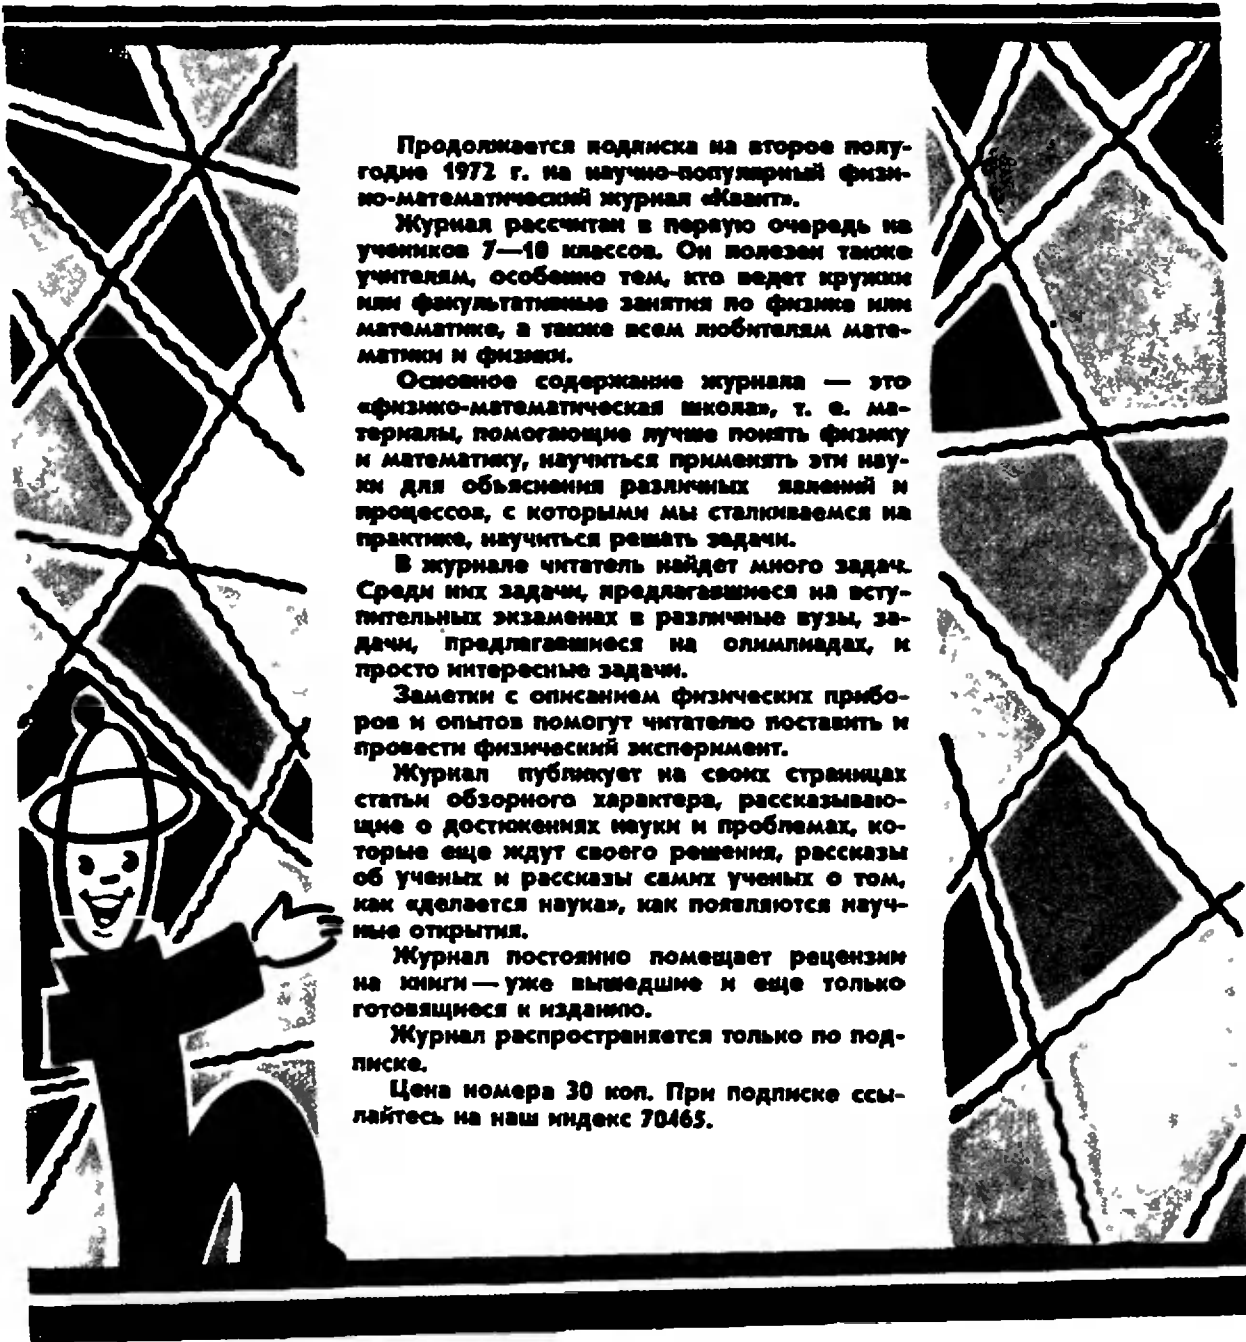 Продолжается подписка на второе полу-
годие 1972 г. на научно-популярный физи-
ко-математический журнал «Квант».
Журнал рассчитан в первую очередь на
учеников 7—10 классов. Он полезен также
учителям, особенно тем, кто ведет кружки
или факультативные занятия по физике или
математике, а также всем любителям мате-
матики и физики.
Основное содержание журнала — это
«физико-математическая школа», т. е. ма-
териалы, помогающие лучше понять физику
и математику, научиться применять эти нау-
ки для объяснения различных явлений и
процессов, с которыми мы сталкиваемся на
практике, научиться решать задачи.
В журнале читатель найдет много задач.
Среди них задачи, предлагавшиеся на всту-
пительных экзаменах в различные вузы, за-
дачи, предлагавшиеся на олимпиадах, и
просто интересные задачи.
Заметки с описанием физических прибо-
ров и опытов помогут читателю поставить и
провести физический эксперимент.
Журнал публикует на своих страницах
статьи обзорного характера, рассказываю-
щие о достижениях науки и проблемах, ко-
торые еще ждут своего решения, рассказы
об ученых и рассказы самих ученых о том,
как «делается наука», как появляются науч-
ные открытия.
Журнал постоянно помещает рецензии
на книги — уже вышедшие и еще только
готовящиеся к изданию.
Журнал распространяется только по под-
писке.
Цена номера 30 коп. При подписке ссы-
лайтесь на наш индекс 70465.